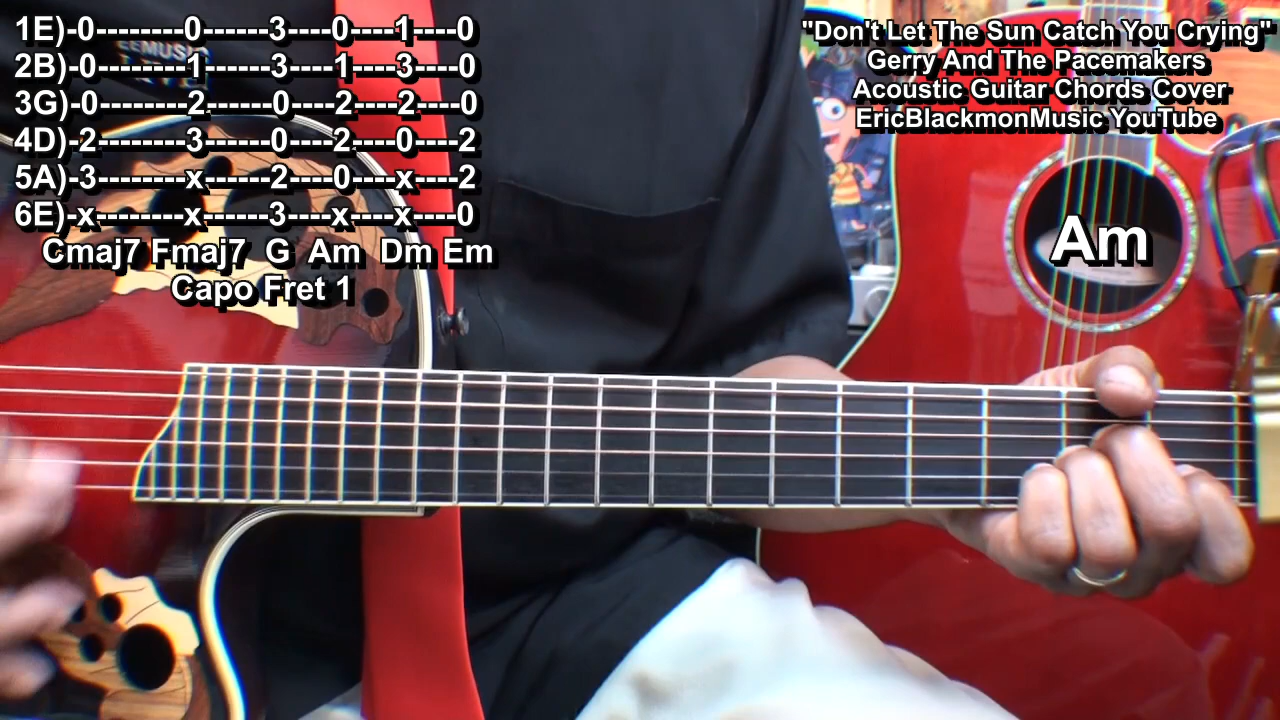 1E)-0--------0------3----0----1----0
2B)-0--------1------3----1----3----0
3G)-0--------2------0----2----2----0
4D)-2--------3------0----2----0----2
5A)-3--------x------2----0----x----2
6E)-x--------x------3----x----x----0
Cmaj7 Fmaj7 G Am Dm Em
Capo Fret 1
"Don't Let The Sun Catch You Crying"
Gerry And The Pacemakers
Acoustic Guitar Chords Cover
EricBlackmonMusic YouTube
Am